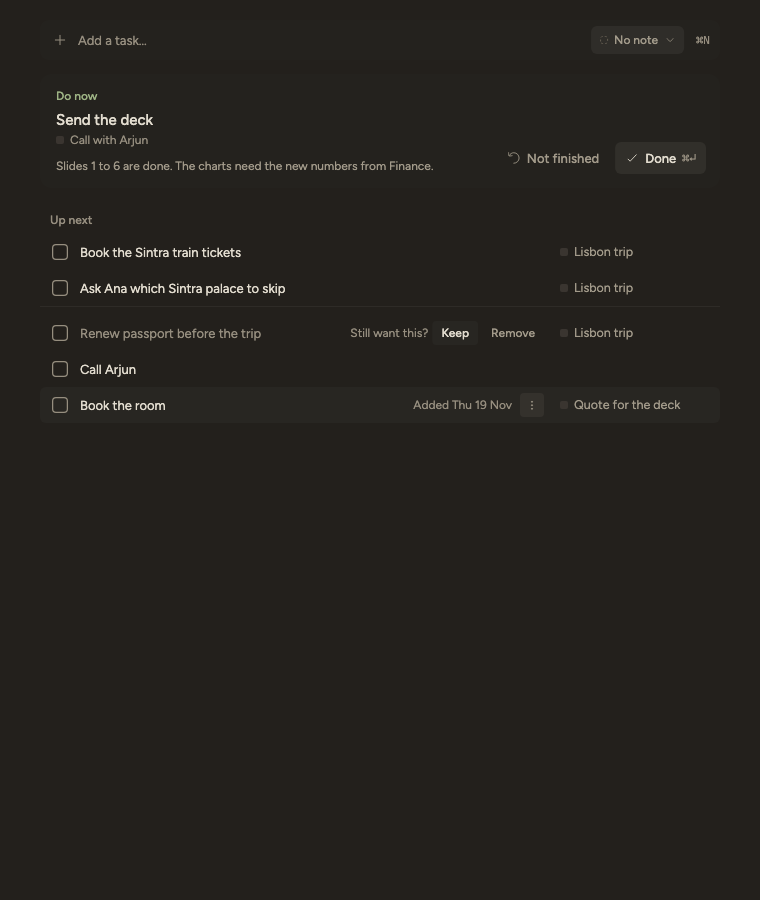 Add a task...
No note
⌘N
Do now
Send the deck
Call with Arjun
Slides 1 to 6 are done. The charts need the new numbers from Finance.
Not finished
Done ⌘↵
Up next
Book the Sintra train tickets
Lisbon trip
Ask Ana which Sintra palace to skip
Lisbon trip
Renew passport before the trip
Still want this? Keep Remove
Lisbon trip
Call Arjun
Book the room
Added Thu 19 Nov
Quote for the deck